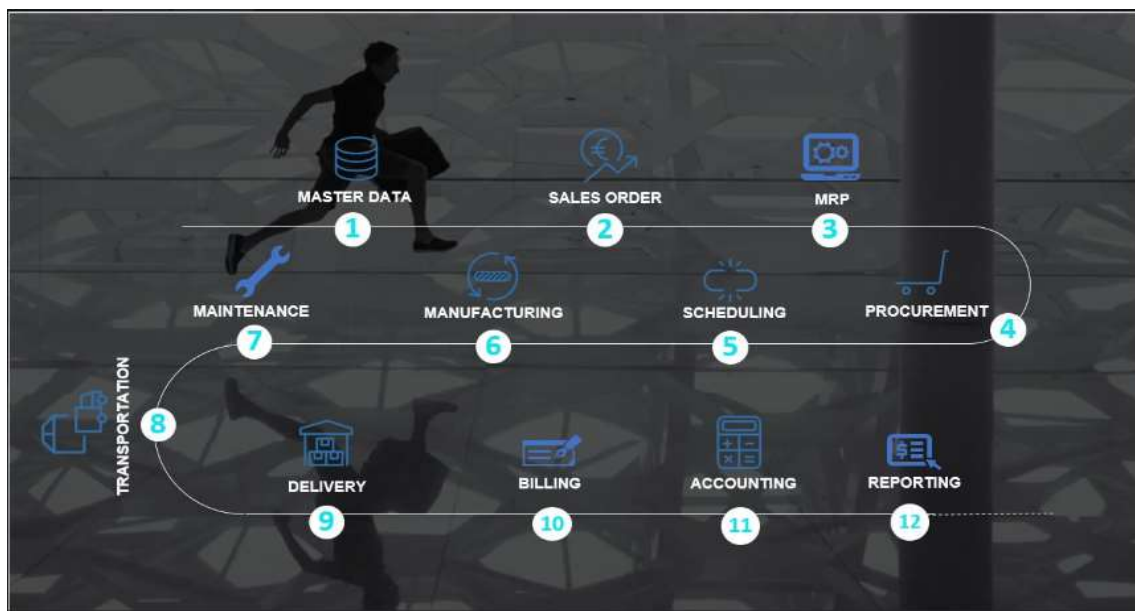 MASTER DATA
1
SALES ORDER
2
MRP
3
PROCUREMENT
4
SCHEDULING
5
MANUFACTURING
6
MAINTENANCE
7
TRANSPORTATION
8
DELIVERY
9
BILLING
10
ACCOUNTING
11
REPORTING
12